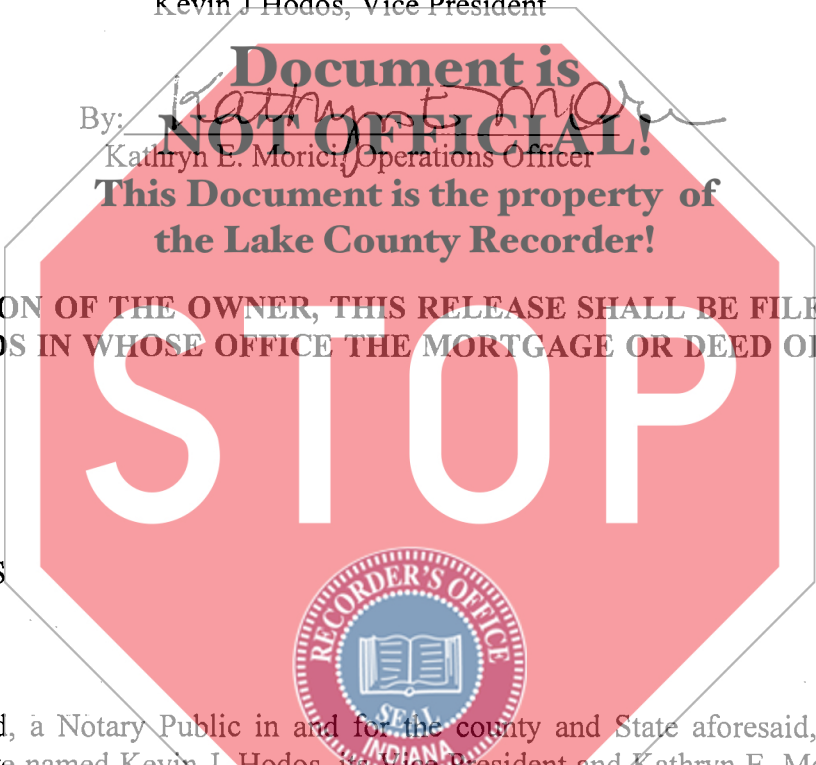 Kevin J Hodos, Vice President
Document is
By: Kathryn E. Morici
NOT OFFICIAL!
Kathryn E. Morici, Operations Officer
This Document is the property of
the Lake County Recorder!
ON OF THE OWNER, THIS RELEASE SHALL BE FILE
S IN WHOSE OFFICE THE MORTGAGE OR DEED O
STOP
S
RECORDER'S OFFICE
SEAL
INDIANA
, a Notary Public in and for the county and State aforesaid,
named Kevin J. Hodos, its Vice President and Kathryn E. Mo